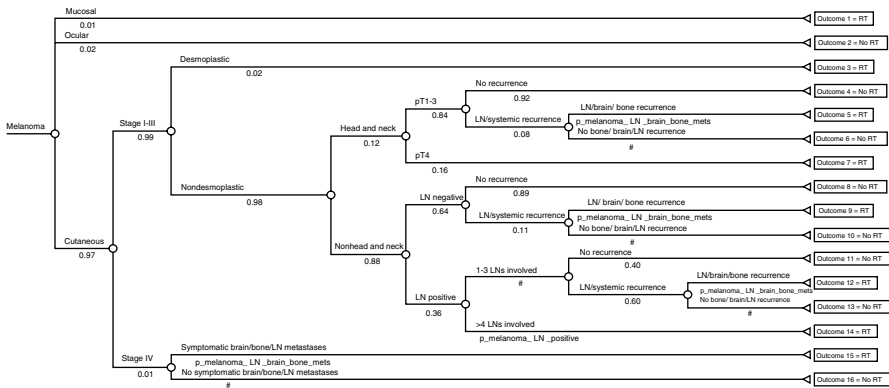 Mucosal
0.01
Outcome 1 = RT
Ocular
0.02
Outcome 2 = No RT
Desmoplastic
0.02
Outcome 3 = RT
No recurrence
0.92
Outcome 4 = No RT
pT1-3
0.84
LN/brain/ bone recurrence
p_melanoma_ LN _brain_bone_mets
Outcome 5 = RT
LN/systemic recurrence
0.08
No bone/ brain/LN recurrence
#
Outcome 6 = No RT
Melanoma
Stage I-III
0.99
Head and neck
0.12
pT4
0.16
Outcome 7 = RT
Nondesmoplastic
0.98
No recurrence
0.89
Outcome 8 = No RT
LN negative
0.64
LN/ brain/ bone recurrence
p_melanoma_ LN _brain_bone_mets
Outcome 9 = RT
LN/systemic recurrence
0.11
No bone/ brain/LN recurrence
#
Outcome 10 = No RT
Cutaneous
0.97
Nonhead and neck
0.88
No recurrence
0.40
Outcome 11 = No RT
1-3 LNs involved
#
LN/brain/bone recurrence
p_melanoma_ LN _brain_bone_mets
Outcome 12 = RT
LN/systemic recurrence
0.60
No bone/ brain/LN recurrence
#
Outcome 13 = No RT
LN positive
0.36
>4 LNs involved
p_melanoma_ LN _positive
Outcome 14 = RT
Stage IV
0.01
Symptomatic brain/bone/LN metastases
p_melanoma_ LN _brain_bone_mets
Outcome 15 = RT
No symptomatic brain/bone/LN metastases
#
Outcome 16 = No RT